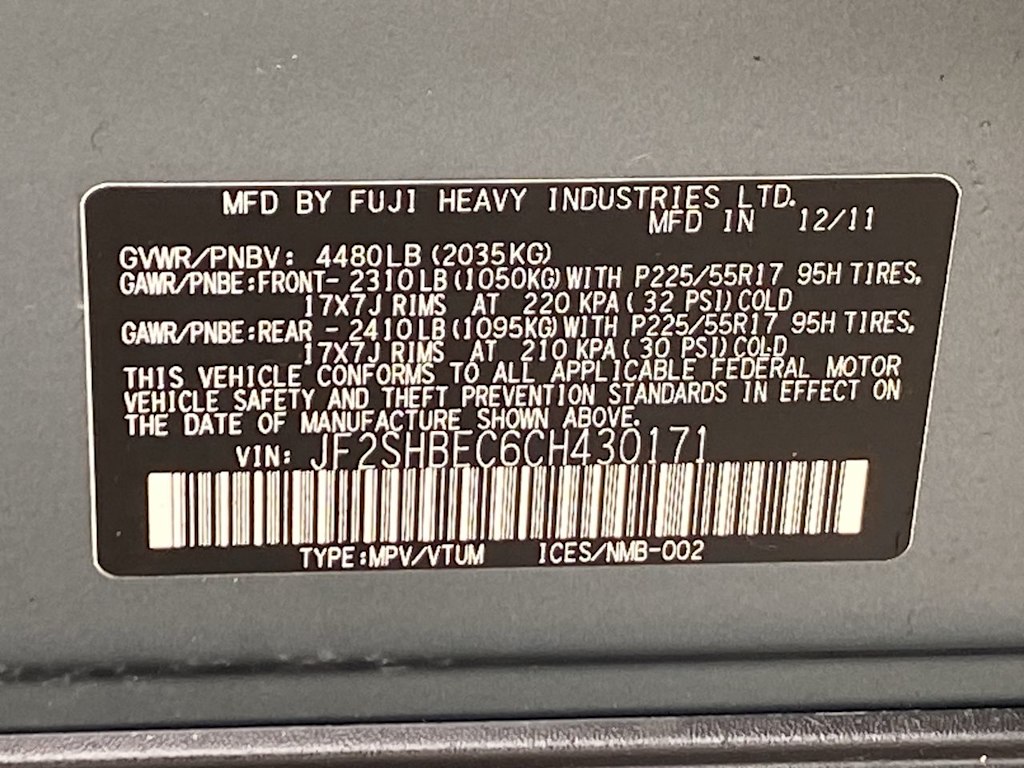 MFD BY FUJI HEAVY INDUSTRIES LTD.
MFD IN 12/11
GVWR/PNBV: 4480LB(2035KG)
GAWR/PNBE:FRONT-2310LB(1050KG)WITH P225/55R17 95H TIRES,
17X7J RIMS AT 220 KPA(32 PSI)COLD
GAWR/PNBE:REAR -2410LB(1095KG)WITH P225/55R17 95H TIRES,
17X7J RIMS AT 210 KPA(30 PSI)COLD
THIS VEHICLE CONFORMS TO ALL APPLICABLE FEDERAL MOTOR
VEHICLE SAFETY AND THEFT PREVENTION STANDARDS IN EFFECT ON
THE DATE OF MANUFACTURE SHOWN ABOVE.
VIN: JF2SHBEC6CH430171
TYPE:MPV/VTUM ICES/NMB-002